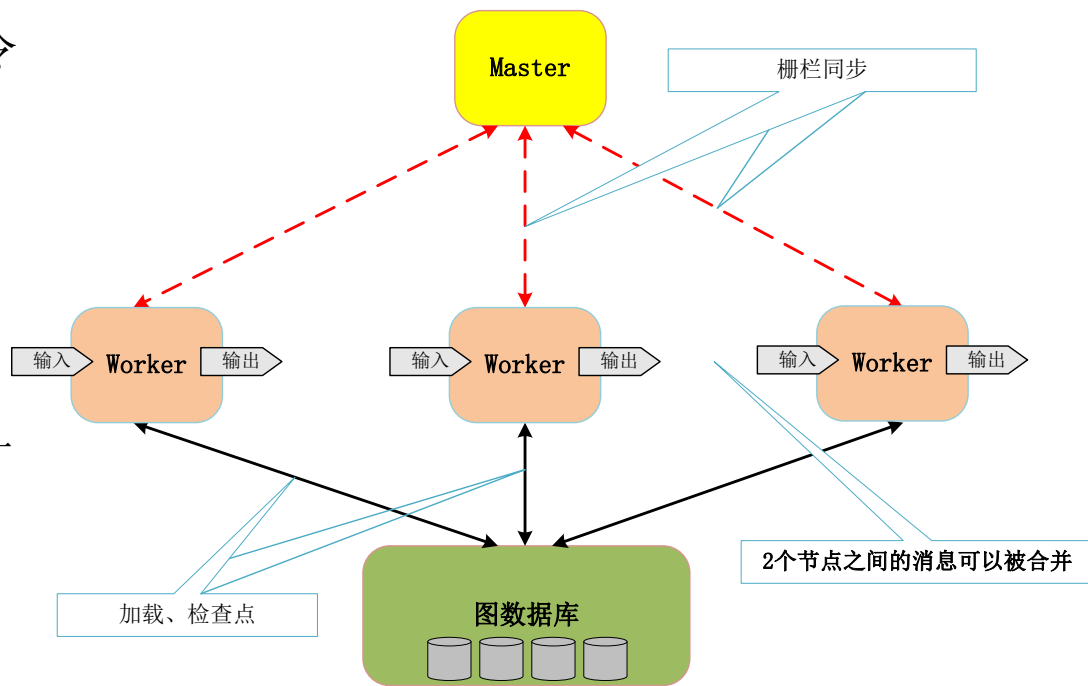 Master
栅栏同步
输入
Worker
输出
输入
Worker
输出
输入
Worker
输出
2个节点之间的消息可以被合并
加载、检查点
图数据库